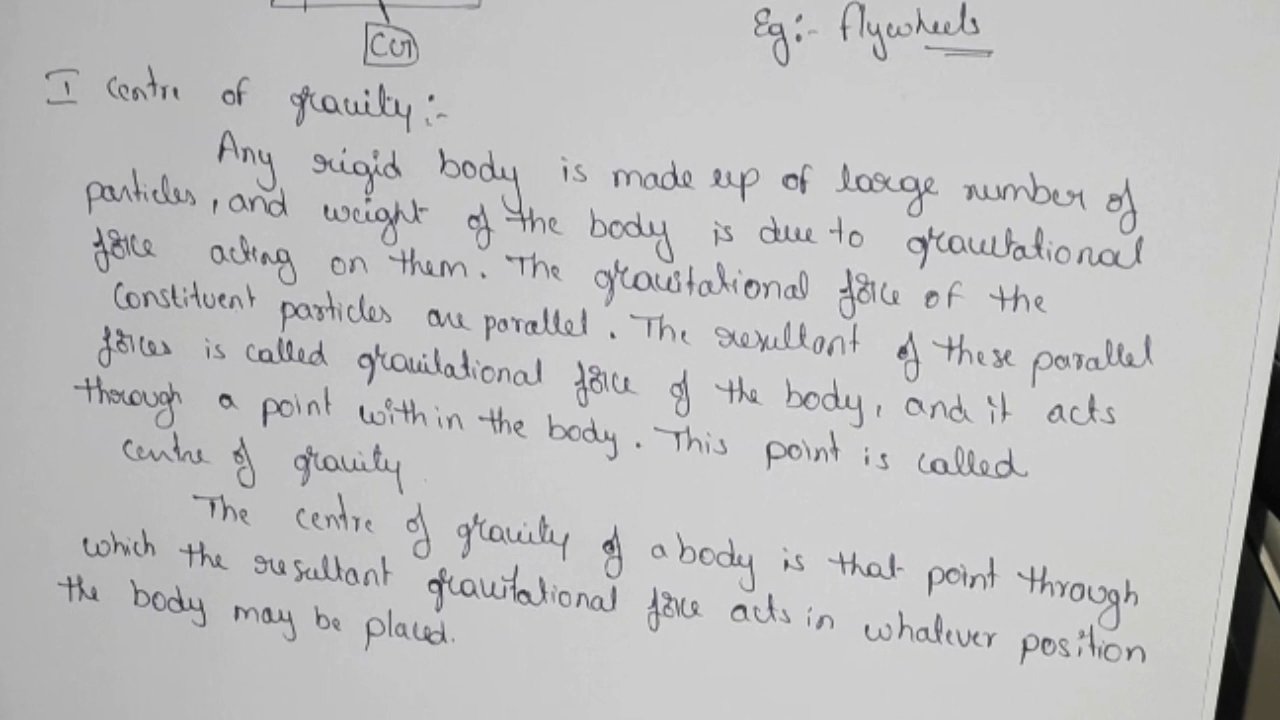 Eg:- flywheels
CG
I centre of gravity:-
Any rigid body is made up of large number of
particles, and weight of the body is due to gravitational
force acting on them. The gravitational force of the
constituent particles are parallel. The resultant of these parallel
forces is called gravitational force of the body, and it acts
through a point within the body. This point is called
centre of gravity
The centre of gravity of a body is that point through
which the resultant gravitational force acts in whatever position
the body may be placed.